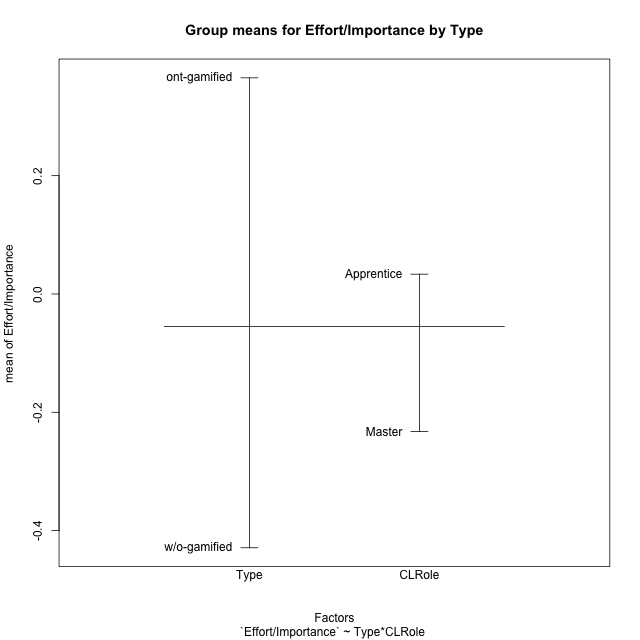 Group means for Effort/Importance by Type
ont-gamified
0.2
Apprentice
0.0
mean of Effort/Importance
-0.2
Master
-0.4
w/o-gamified
Type CLRole
Factors
`Effort/Importance` ~ Type*CLRole